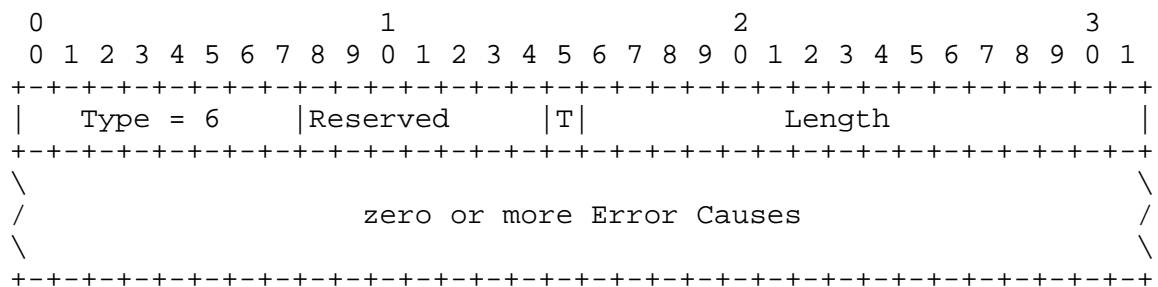 0                   1                   2                   3
 0 1 2 3 4 5 6 7 8 9 0 1 2 3 4 5 6 7 8 9 0 1 2 3 4 5 6 7 8 9 0 1
+-+-+-+-+-+-+-+-+-+-+-+-+-+-+-+-+-+-+-+-+-+-+-+-+-+-+-+-+-+-+-+-+
|   Type = 6    |Reserved     |T|           Length              |
+-+-+-+-+-+-+-+-+-+-+-+-+-+-+-+-+-+-+-+-+-+-+-+-+-+-+-+-+-+-+-+-+
\                                                               \
/                   zero or more Error Causes                   /
\                                                               \
+-+-+-+-+-+-+-+-+-+-+-+-+-+-+-+-+-+-+-+-+-+-+-+-+-+-+-+-+-+-+-+-+